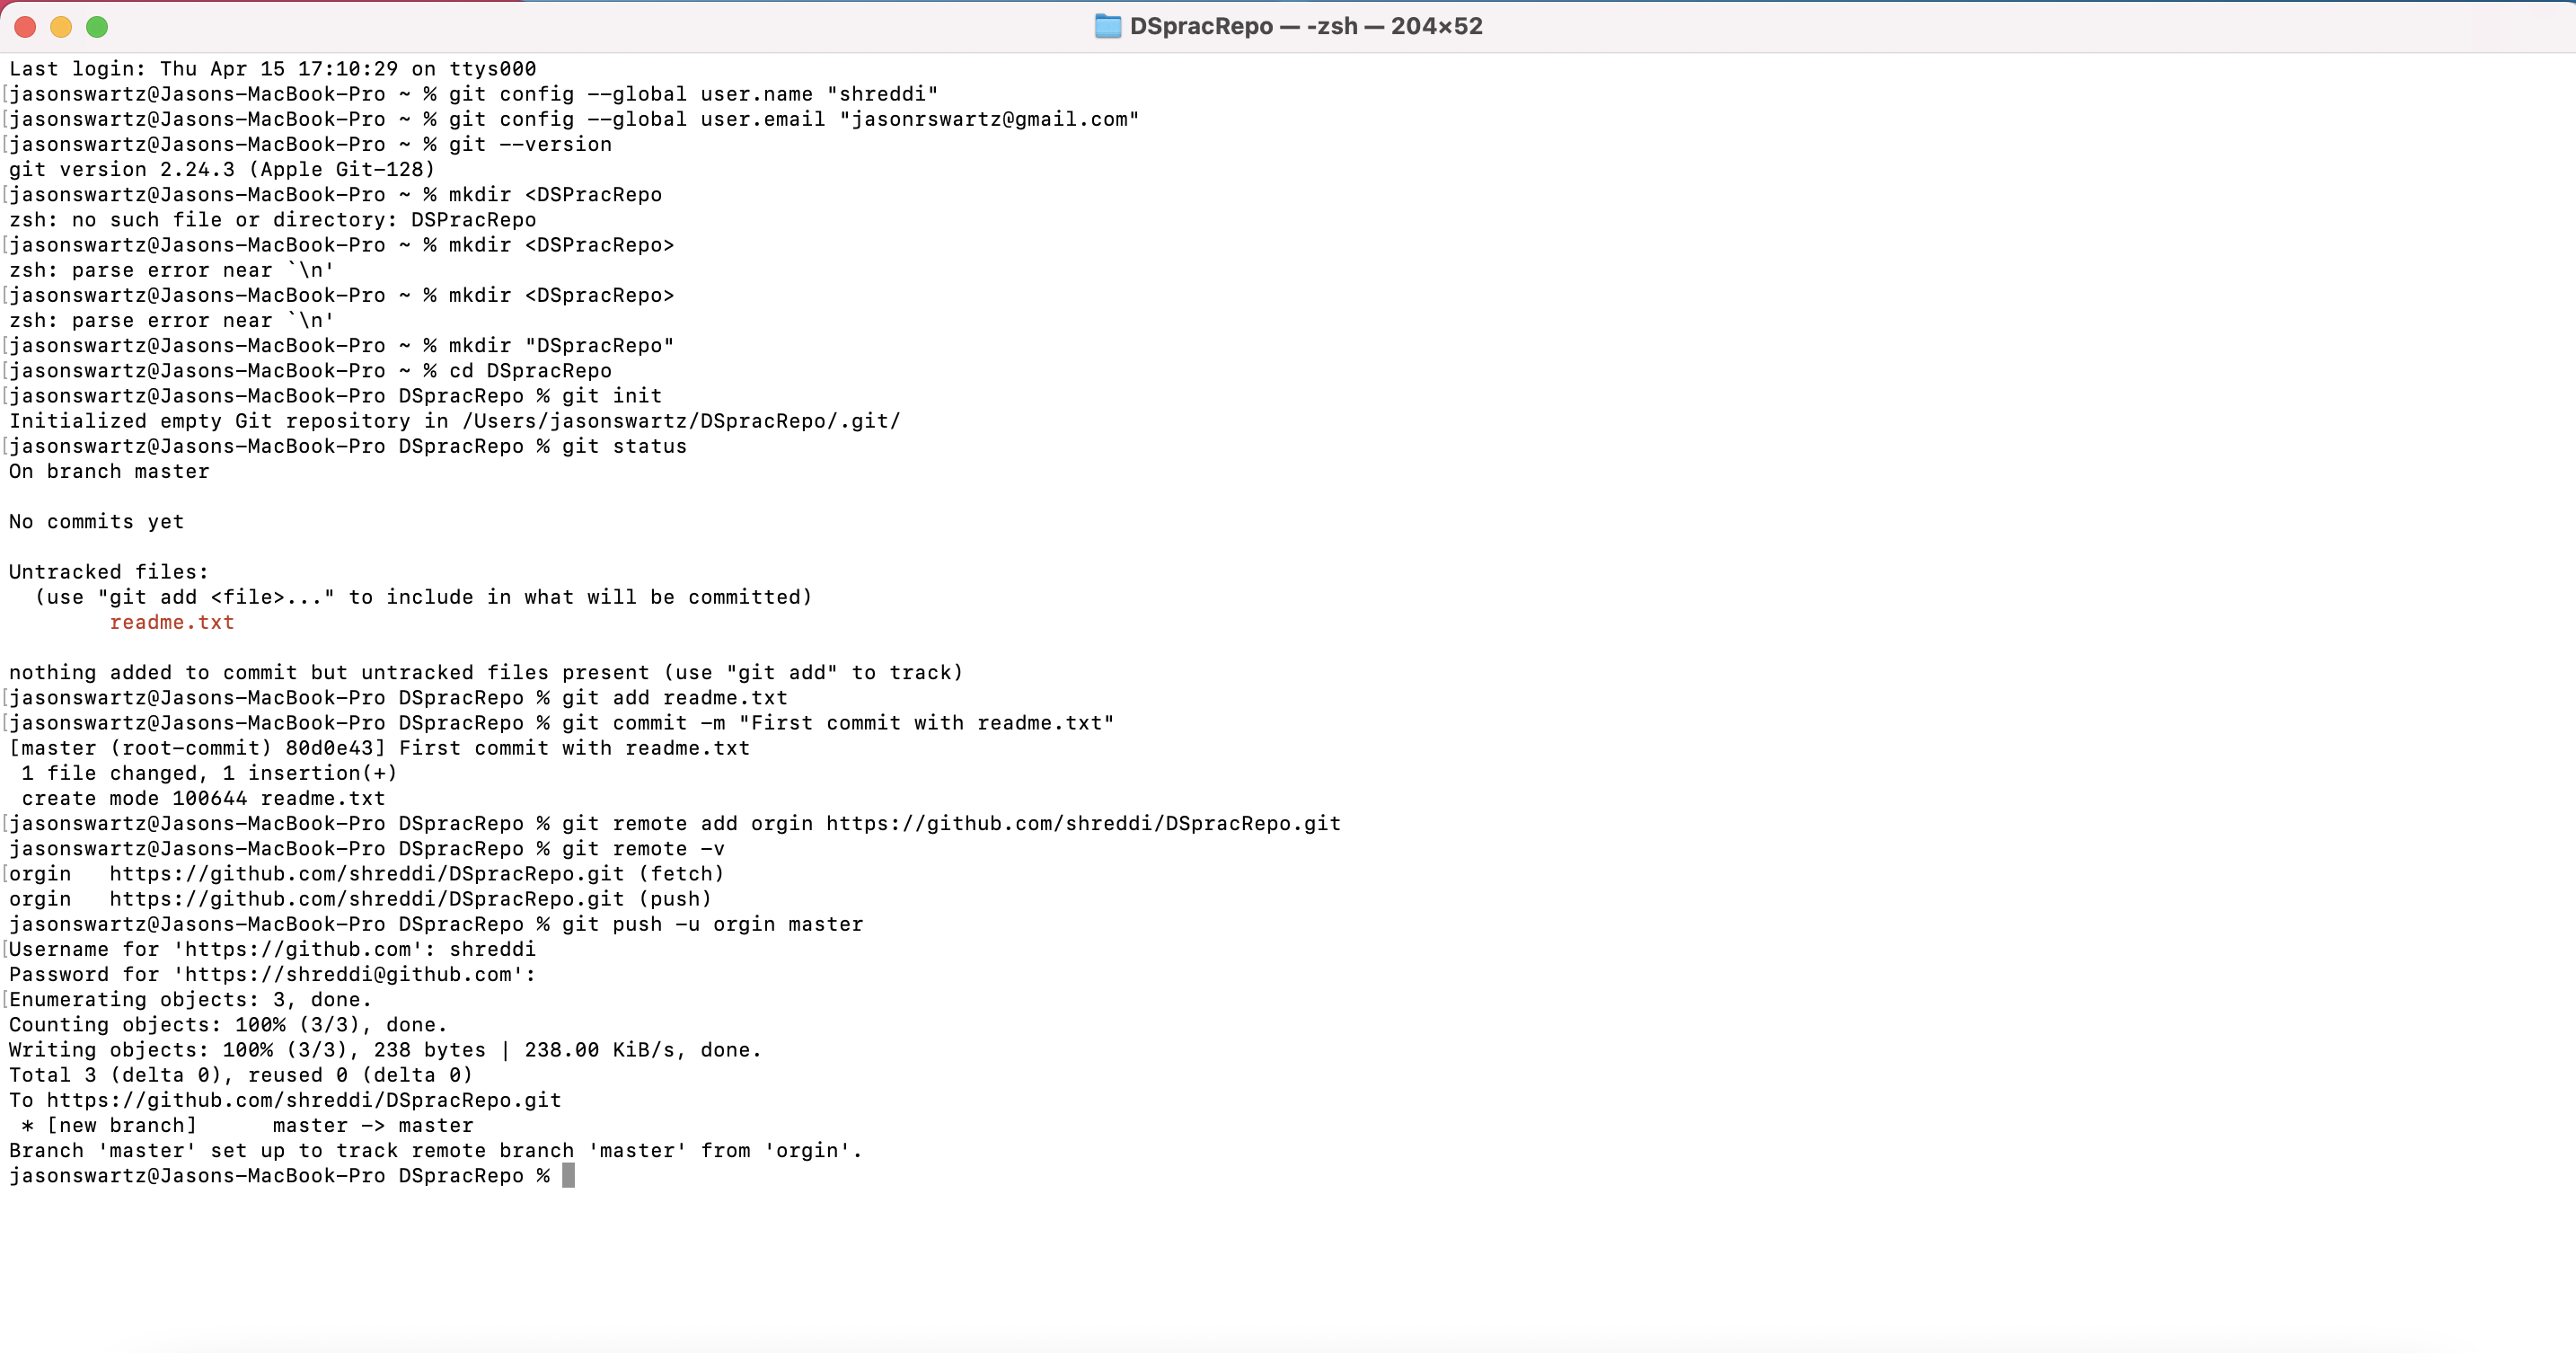 DSpracRepo — -zsh — 204×52
Last login: Thu Apr 15 17:10:29 on ttys000
[jasonswartz@Jasons-MacBook-Pro ~ % git config --global user.name "shreddi"
[jasonswartz@Jasons-MacBook-Pro ~ % git config --global user.email "jasonrswartz@gmail.com"
[jasonswartz@Jasons-MacBook-Pro ~ % git --version
git version 2.24.3 (Apple Git-128)
[jasonswartz@Jasons-MacBook-Pro ~ % mkdir <DSPracRepo
zsh: no such file or directory: DSPracRepo
[jasonswartz@Jasons-MacBook-Pro ~ % mkdir <DSPracRepo>
zsh: parse error near `\n'
[jasonswartz@Jasons-MacBook-Pro ~ % mkdir <DSpracRepo>
zsh: parse error near `\n'
[jasonswartz@Jasons-MacBook-Pro ~ % mkdir "DSpracRepo"
[jasonswartz@Jasons-MacBook-Pro ~ % cd DSpracRepo
[jasonswartz@Jasons-MacBook-Pro DSpracRepo % git init
Initialized empty Git repository in /Users/jasonswartz/DSpracRepo/.git/
[jasonswartz@Jasons-MacBook-Pro DSpracRepo % git status
On branch master
No commits yet
Untracked files:
  (use "git add <file>..." to include in what will be committed)
        readme.txt
nothing added to commit but untracked files present (use "git add" to track)
[jasonswartz@Jasons-MacBook-Pro DSpracRepo % git add readme.txt
[jasonswartz@Jasons-MacBook-Pro DSpracRepo % git commit -m "First commit with readme.txt"
[master (root-commit) 80d0e43] First commit with readme.txt
 1 file changed, 1 insertion(+)
 create mode 100644 readme.txt
[jasonswartz@Jasons-MacBook-Pro DSpracRepo % git remote add orgin https://github.com/shreddi/DSpracRepo.git
jasonswartz@Jasons-MacBook-Pro DSpracRepo % git remote -v
[orgin   https://github.com/shreddi/DSpracRepo.git (fetch)
orgin   https://github.com/shreddi/DSpracRepo.git (push)
jasonswartz@Jasons-MacBook-Pro DSpracRepo % git push -u orgin master
[Username for 'https://github.com': shreddi
Password for 'https://shreddi@github.com':
[Enumerating objects: 3, done.
Counting objects: 100% (3/3), done.
Writing objects: 100% (3/3), 238 bytes | 238.00 KiB/s, done.
Total 3 (delta 0), reused 0 (delta 0)
To https://github.com/shreddi/DSpracRepo.git
 * [new branch]      master -> master
Branch 'master' set up to track remote branch 'master' from 'orgin'.
jasonswartz@Jasons-MacBook-Pro DSpracRepo %